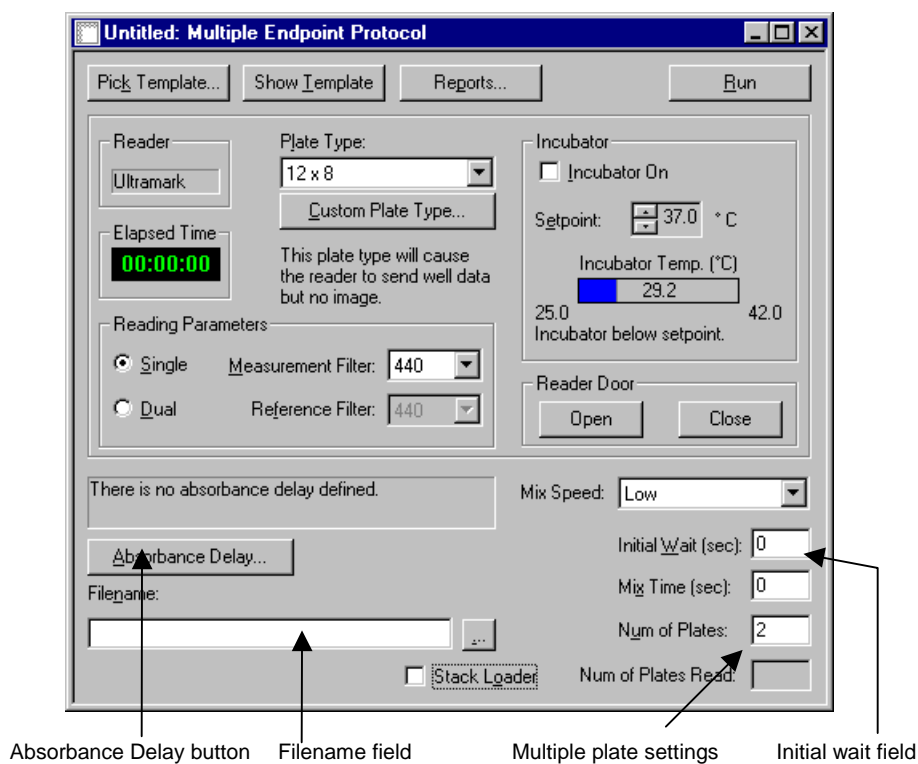 Untitled: Multiple Endpoint Protocol
Pick Template...
Show Template
Reports...
Run
Reader
Ultramark
Elapsed Time
00:00:00
Plate Type:
12 x 8
Custom Plate Type...
This plate type will cause
the reader to send well data
but no image.
Incubator
Incubator On
Setpoint: 37.0 ° C
Incubator Temp. (°C)
29.2
25.0 42.0
Incubator below setpoint.
Reading Parameters
Single Measurement Filter: 440
Dual Reference Filter: 440
Reader Door
Open Close
There is no absorbance delay defined.
Mix Speed: Low
Absorbance Delay...
Initial Wait (sec): 0
Mix Time (sec): 0
Filename:
...
Num of Plates: 2
Stack Loader
Num of Plates Read:
Absorbance Delay button Filename field Multiple plate settings Initial wait field